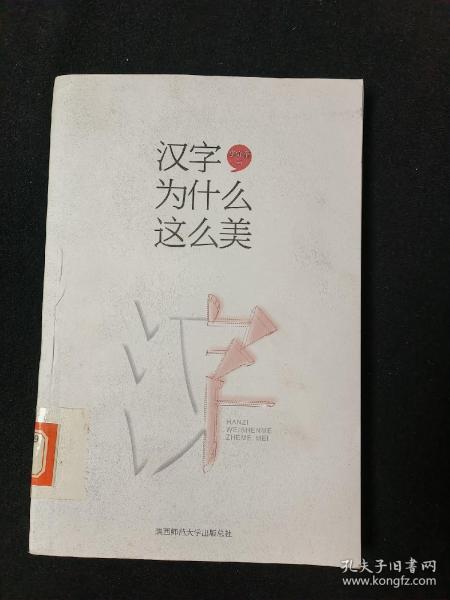 汉字
为什么
这么美
HANZI
WEISHENME
ZHEME MEI
陕西师范大学出版总社
孔夫子旧书网
www.kongfz.com